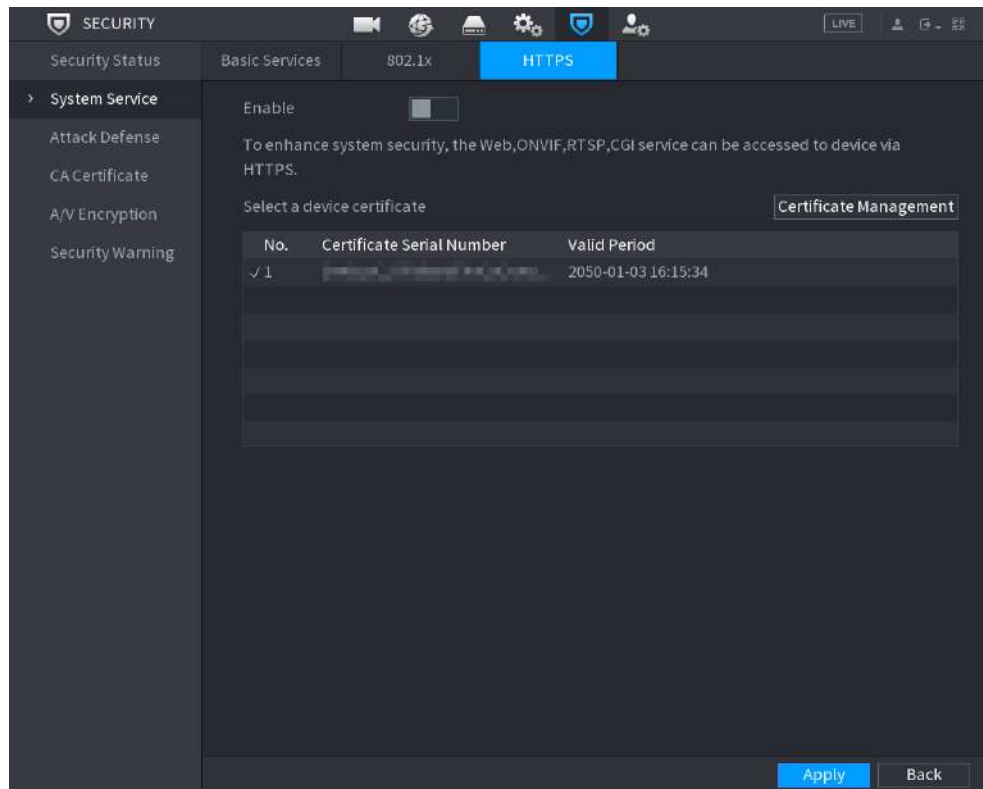 SECURITY
LIVE
Security Status
Basic Services
802.1x
HTTPS
> System Service
Enable
Attack Defense
To enhance system security, the Web,ONVIF,RTSP,CGI service can be accessed to device via
HTTPS.
CA Certificate
Select a device certificate
Certificate Management
A/V Encryption
No. Certificate Serial Number Valid Period
Security Warning
✓ 1 2050-01-03 16:15:34
Apply
Back